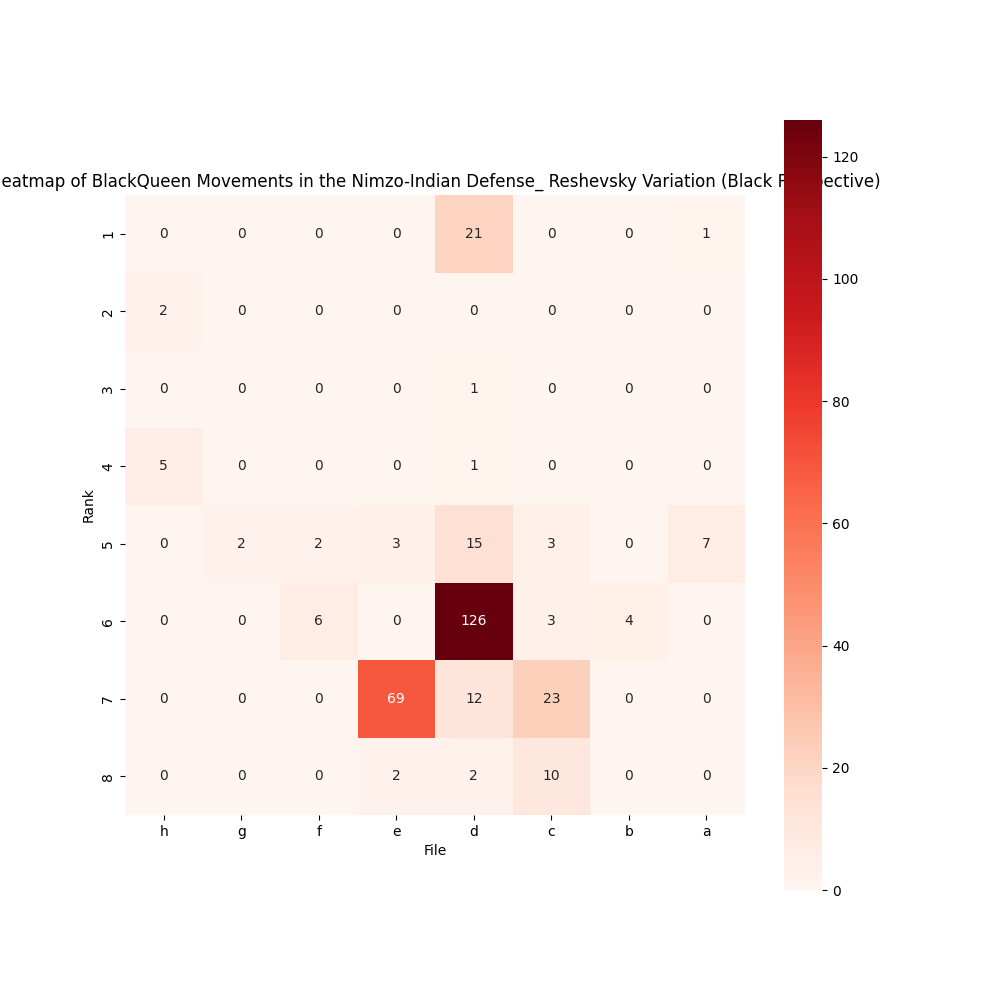 eatmap of BlackQueen Movements in the Nimzo-Indian Defense_ Reshevsky Variation (Black
120
100
80
60
40
20
0
Rank
1 0 0 0 0 21 0 0 1
2 2 0 0 0 0 0 0 0
3 0 0 0 0 1 0 0 0
4 5 0 0 0 1 0 0 0
5 0 2 2 3 15 3 0 7
6 0 0 6 0 126 3 4 0
7 0 0 0 69 12 23 0 0
8 0 0 0 2 2 10 0 0
h g f e d c b a
File